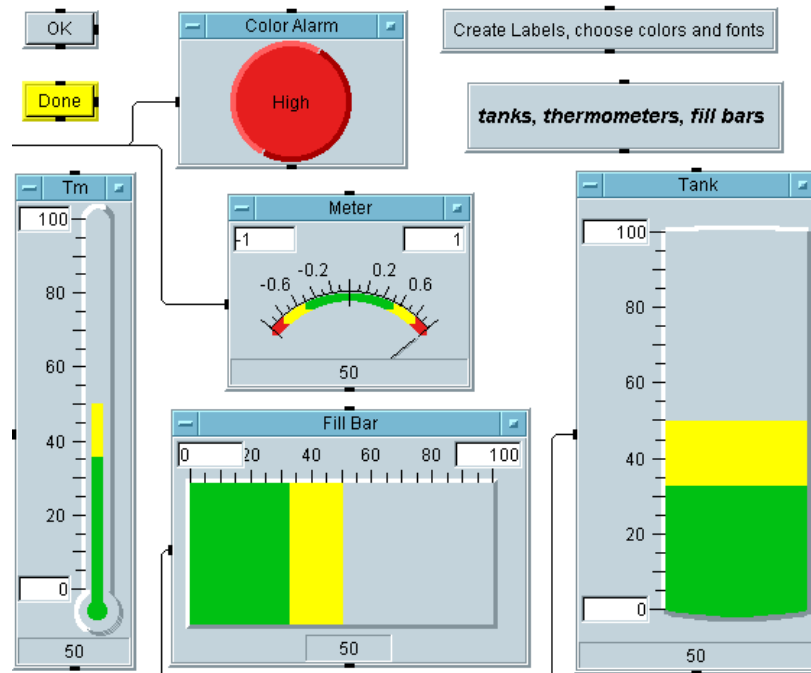 OK
Color Alarm
Create Labels, choose colors and fonts
Done
High
tanks, thermometers, fill bars
Tm
100
80
60
40
20
0
50
Meter
-1
1
-0.6
-0.2
0.2
0.6
50
Fill Bar
0
20
40
60
80
100
50
Tank
100
80
60
40
20
0
50